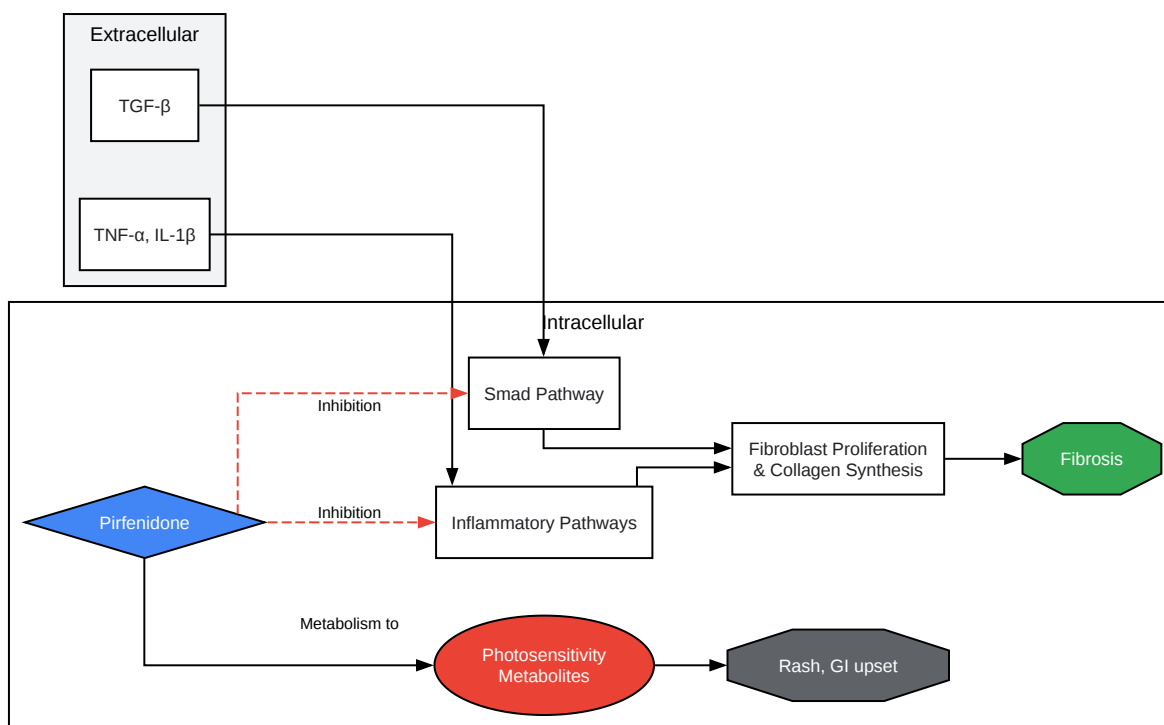 Extracellular
TGF-β
TNF-α, IL-1β
Intracellular
Smad Pathway
Inhibition
Fibroblast Proliferation
& Collagen Synthesis
Fibrosis
Pirfenidone
Inhibition
Inflammatory Pathways
Metabolism to
Photosensitivity
Metabolites
Rash, GI upset